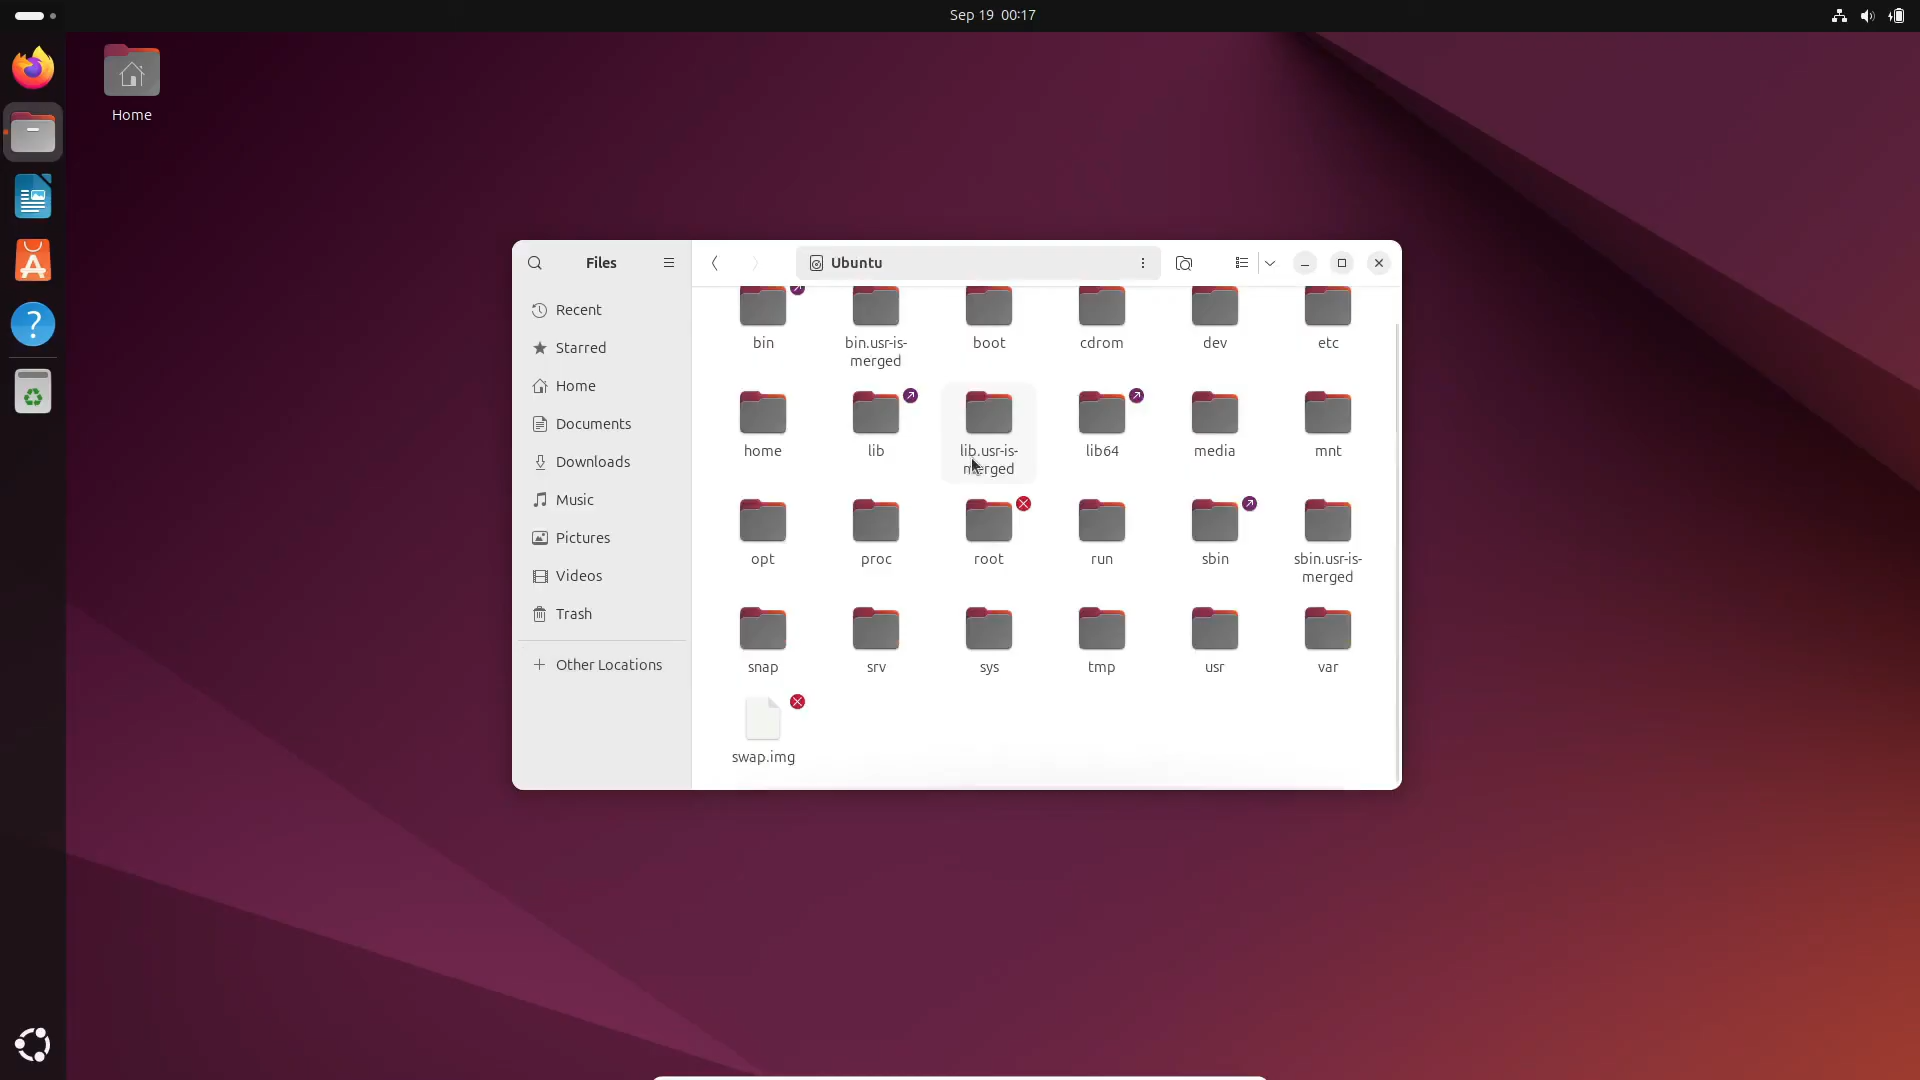 Sep 19 00:17
Home
Files
Ubuntu
Recent
Starred
Home
Documents
Downloads
Music
Pictures
Videos
Trash
Other Locations
bin
bin.usr-is-
merged
boot
cdrom
dev
etc
home
lib
lib.usr-is-
merged
lib64
media
mnt
opt
proc
root
run
sbin
sbin.usr-is-
merged
snap
srv
sys
tmp
usr
var
swap.img